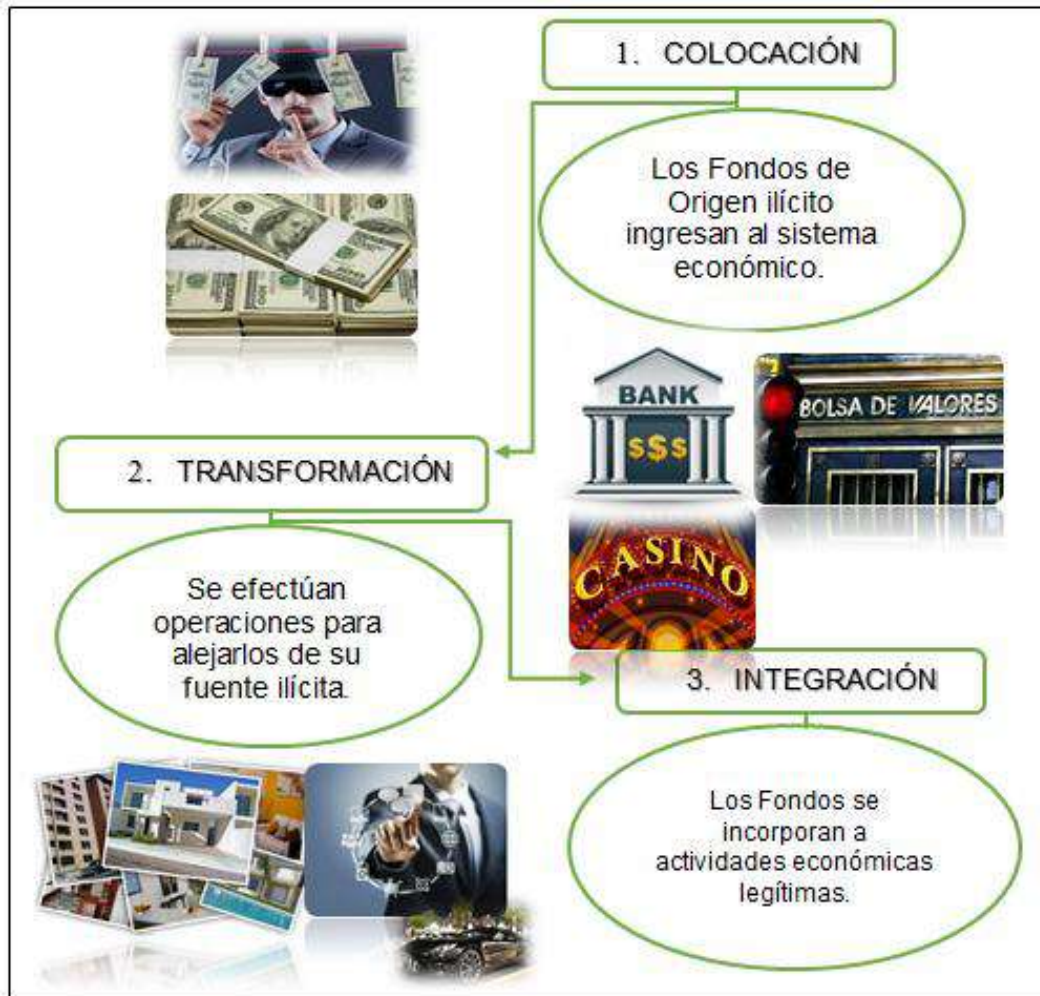 1. COLOCACIÓN
Los Fondos de
Origen ilícito
ingresan al sistema
económico.
BANK
$$$
BOLSA DE VALORES
2. TRANSFORMACIÓN
CASINO
Se efectúan
operaciones para
alejarlos de su
fuente ilícita.
3. INTEGRACIÓN
Los Fondos se
incorporan a
actividades económicas
legítimas.